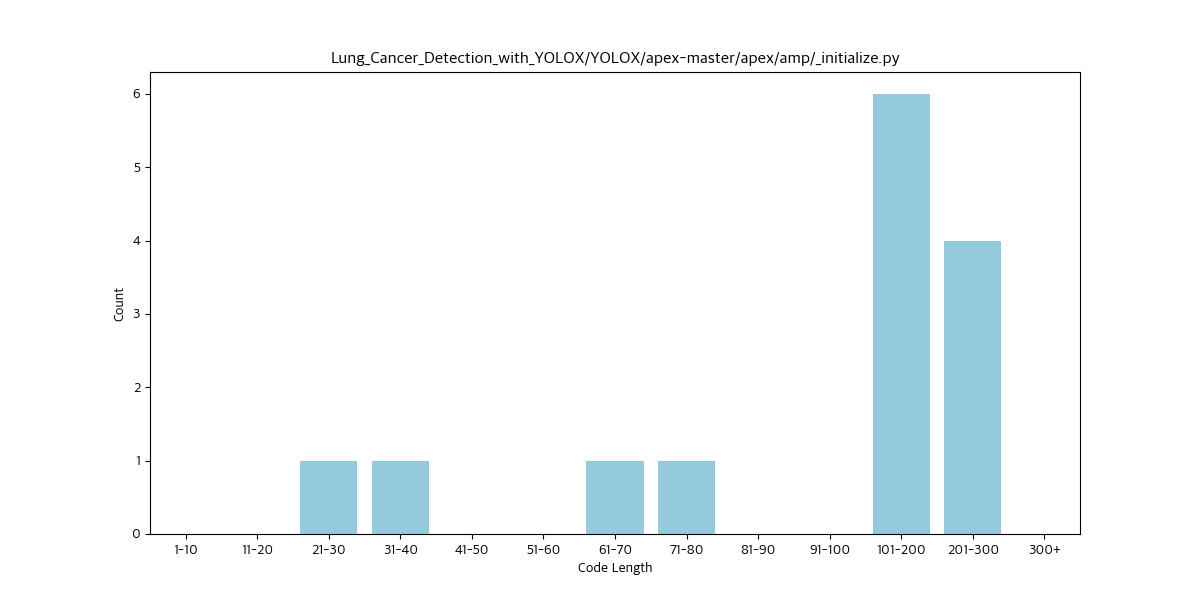 Lung_Cancer_Detection_with_YOLOX/YOLOX/apex-master/apex/amp/_initialize.py
6
5
4
3
2
1
0
Count
1-10 11-20 21-30 31-40 41-50 51-60 61-70 71-80 81-90 91-100 101-200 201-300 300+
Code Length